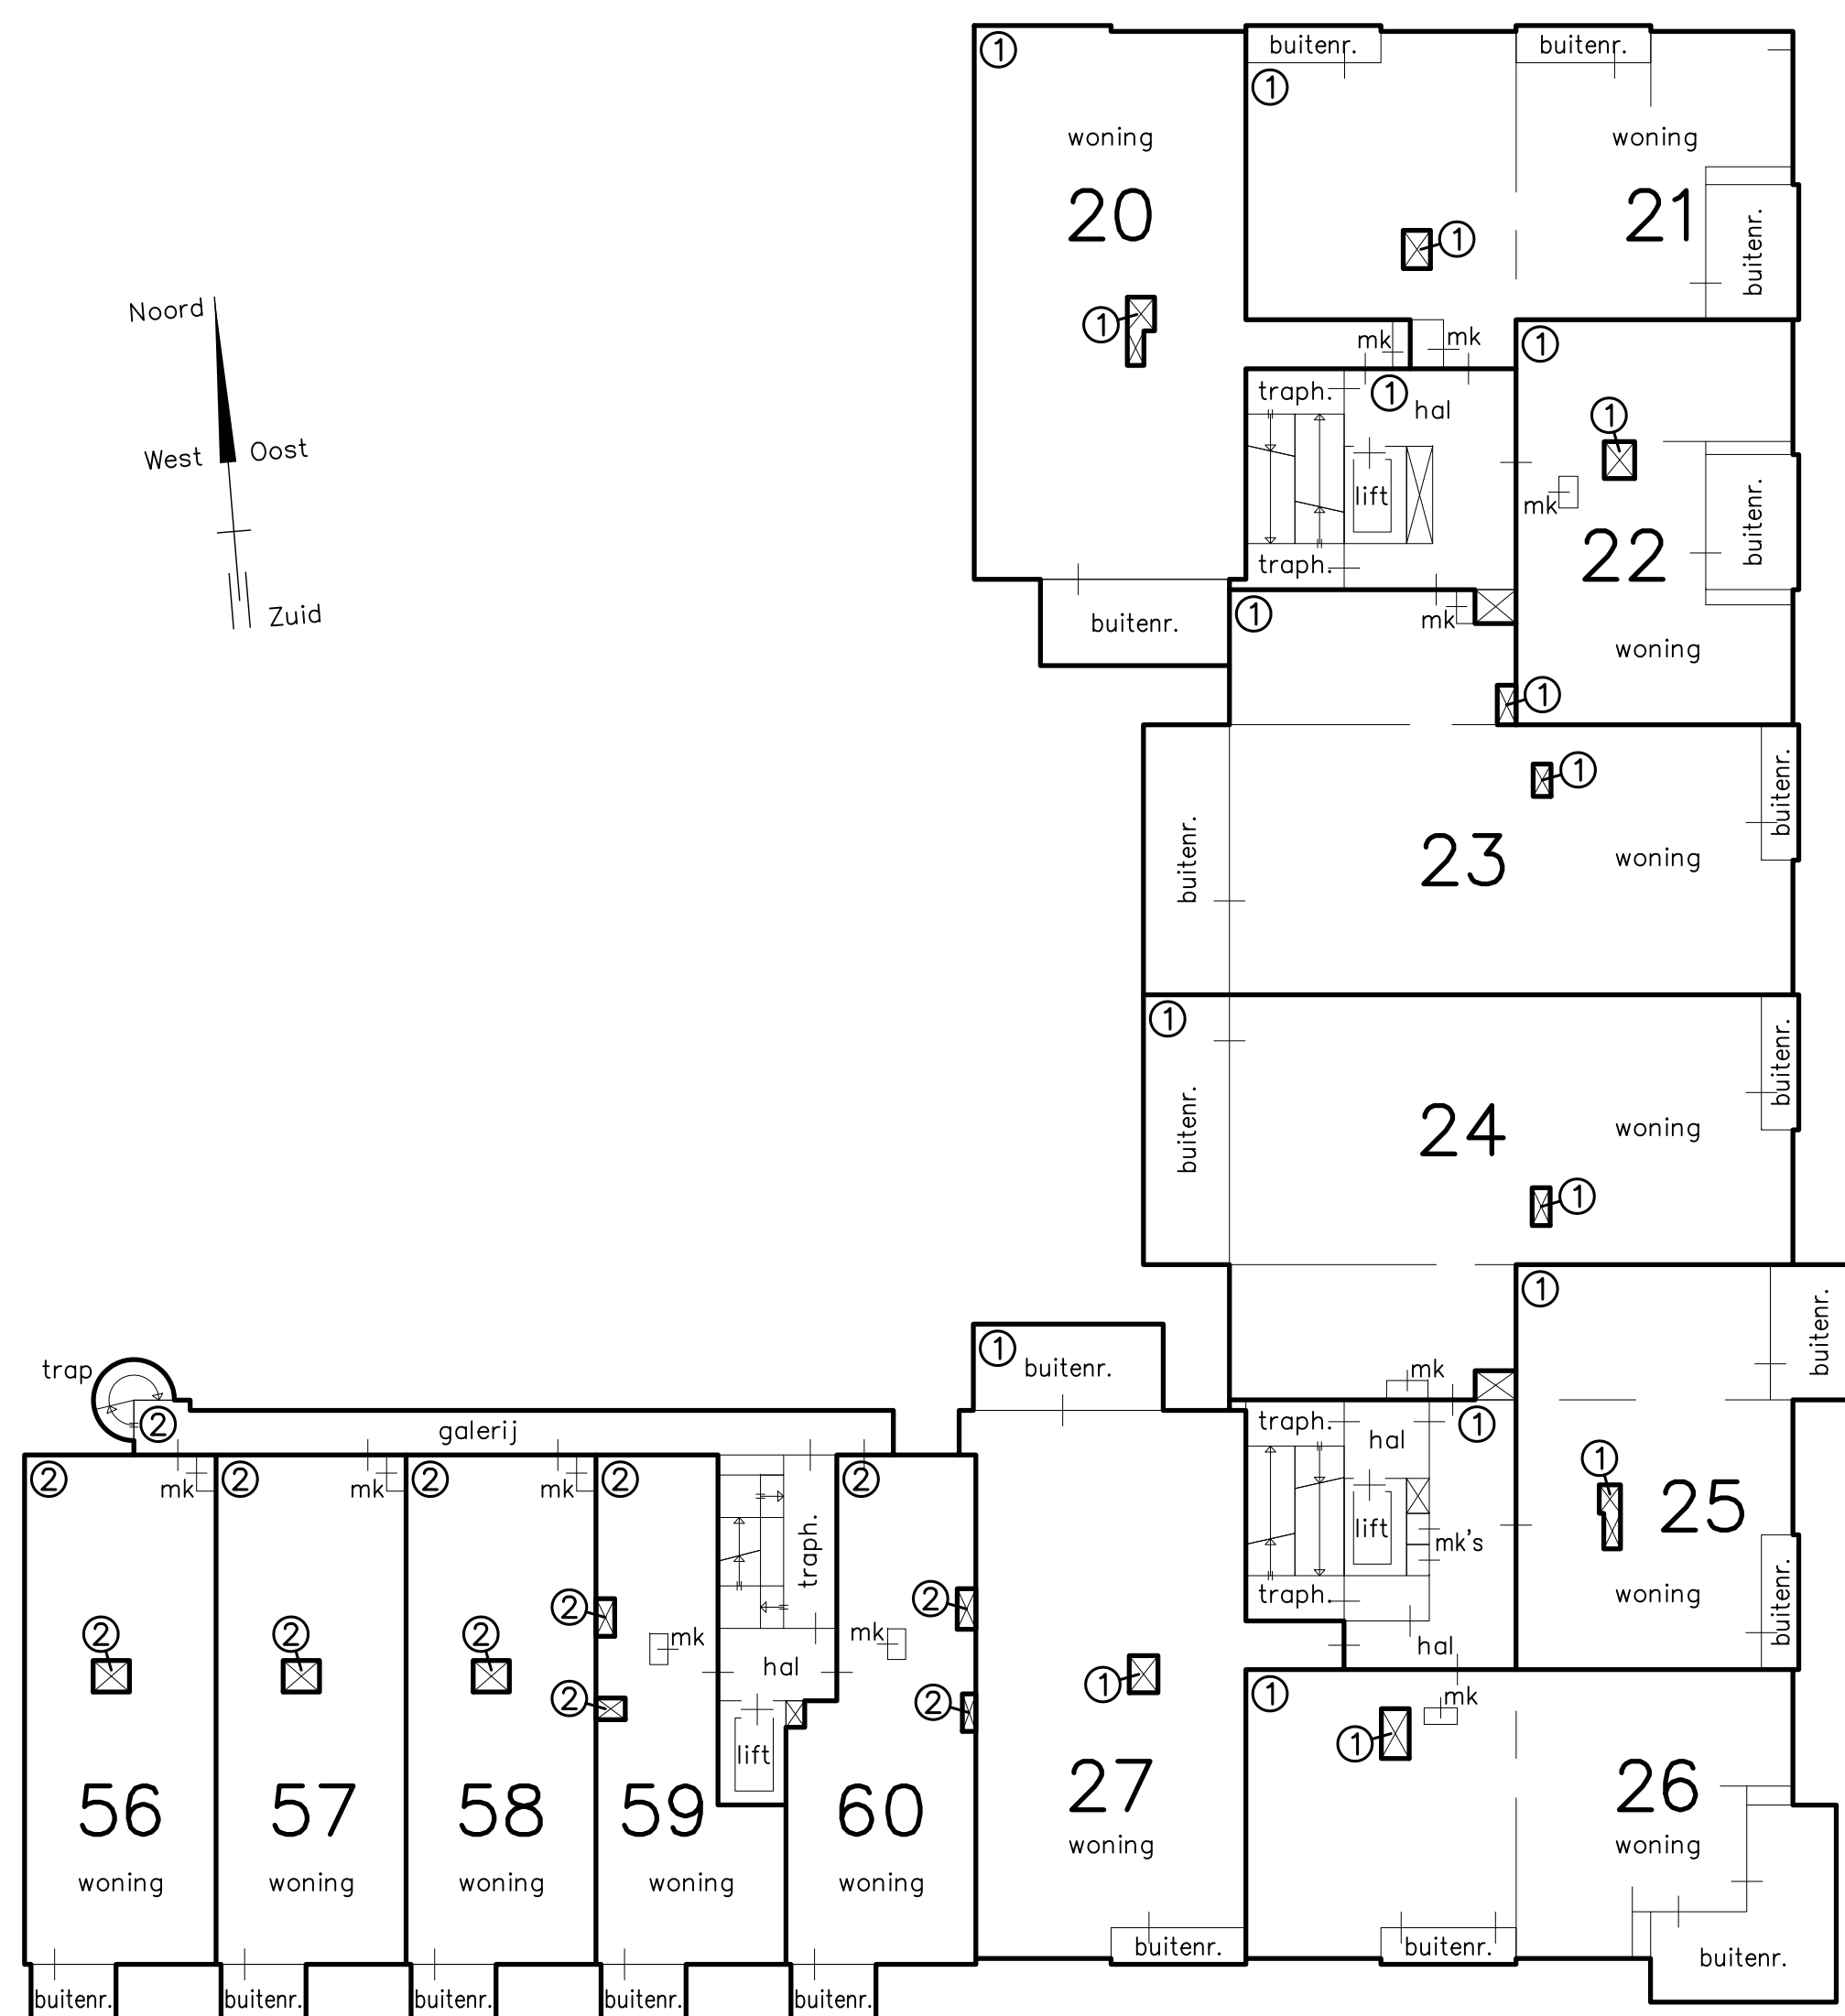 ① buitenr. buitenr.
①
woning woning
20 21
buitenr.
①
①
Noord
West Oost
Zuid
mk mk ①
traph. ① hal
①
lift
mk
buitenr.
22
traph.
① mk
buitenr.
woning
①
①
buitenr.
buitenr.
23 woning
①
buitenr.
buitenr.
24 woning
①
①
buitenr.
① buitenr.
trap
mk
②
galerij
traph. hal ①
② ② ② ② ②
mk mk mk
①
25
traph.
lift
mk's
② ② ② ② ②
mk mk
traph.
woning
buitenr.
hal
hal
② ② ①
① mk
①
lift
56 57 58 59 60 27 26
woning woning
woning woning woning woning woning
buitenr. buitenr. buitenr.
buitenr. buitenr. buitenr. buitenr. buitenr.